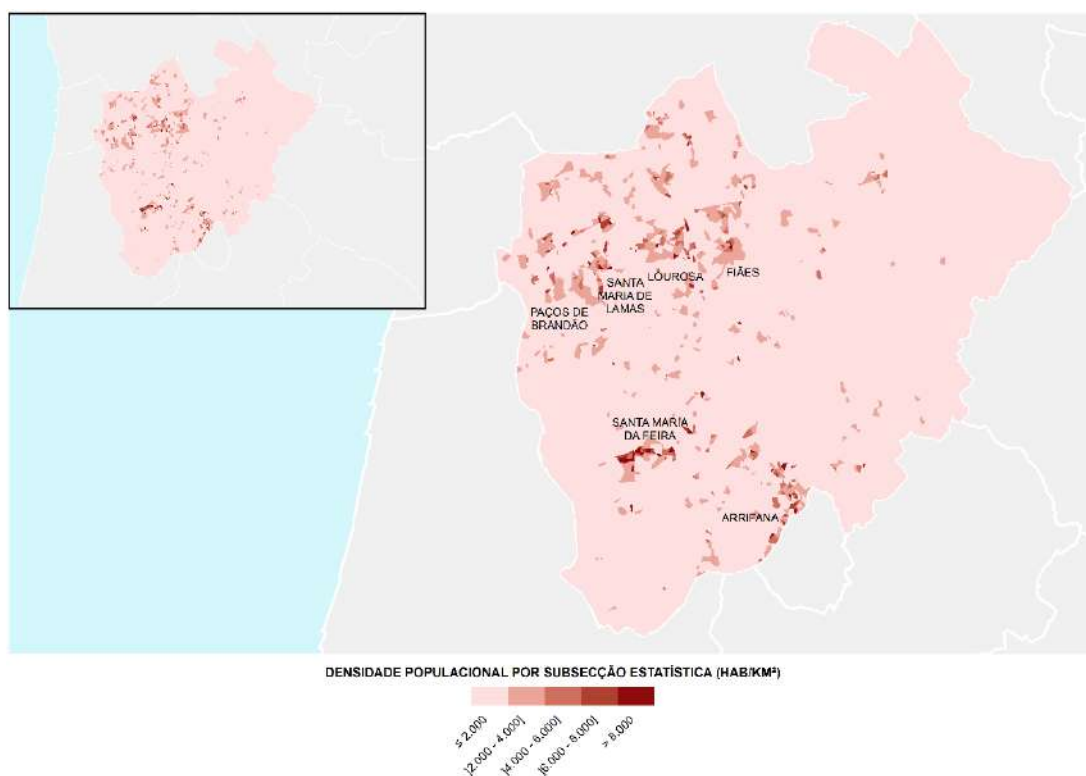 LOUROSA
FIÃES
SANTA
MARIA DE
LAMAS
PAÇOS DE
BRANDÃO
SANTA MARIA
DA FEIRA
ARRIFANA
DENSIDADE POPULACIONAL POR SUBSECÇÃO ESTATÍSTICA (HAB/KM²)
≤ 2.000
]2.000 - 4.000]
]4.000 - 6.000]
]6.000 - 8.000]
> 8.000